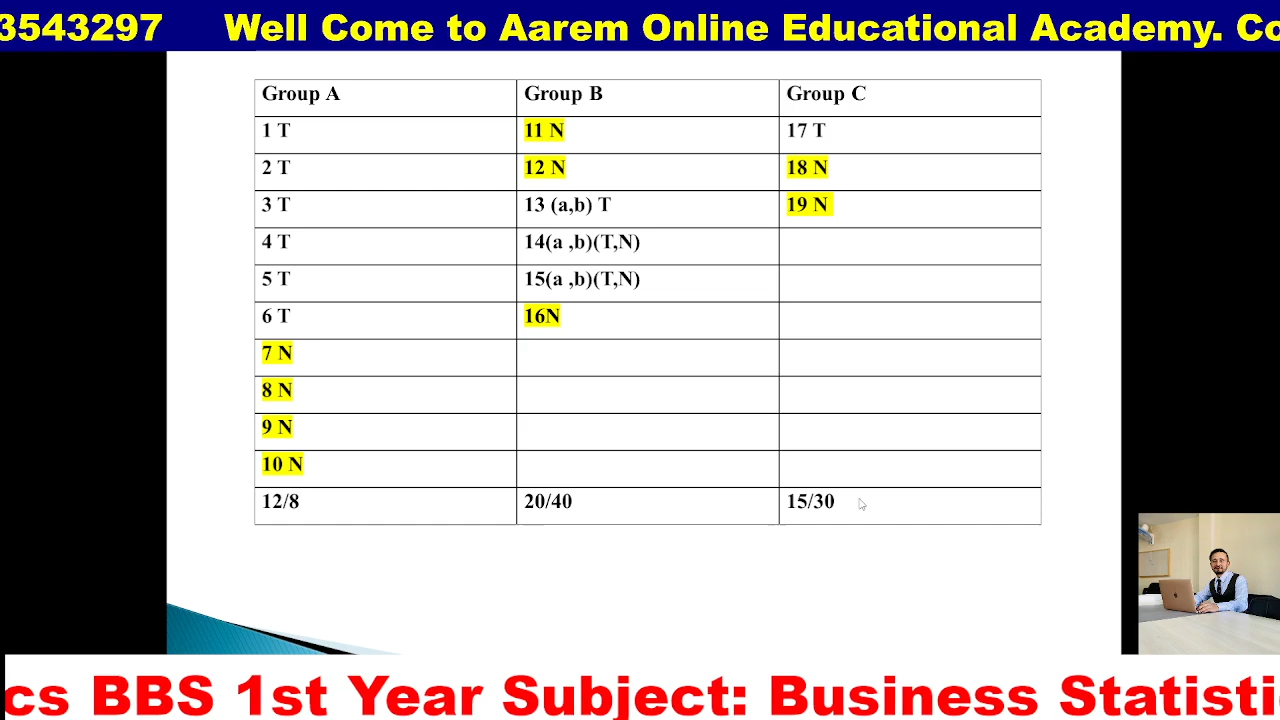 3543297 Well Come to Aarem Online Educational Academy. Co
Group A Group B Group C
1 T 11 N 17 T
2 T 12 N 18 N
3 T 13 (a,b) T 19 N
4 T 14(a ,b)(T,N)
5 T 15(a ,b)(T,N)
6 T 16N
7 N
8 N
9 N
10 N
12/8 20/40 15/30
cs BBS 1st Year Subject: Business Statisti